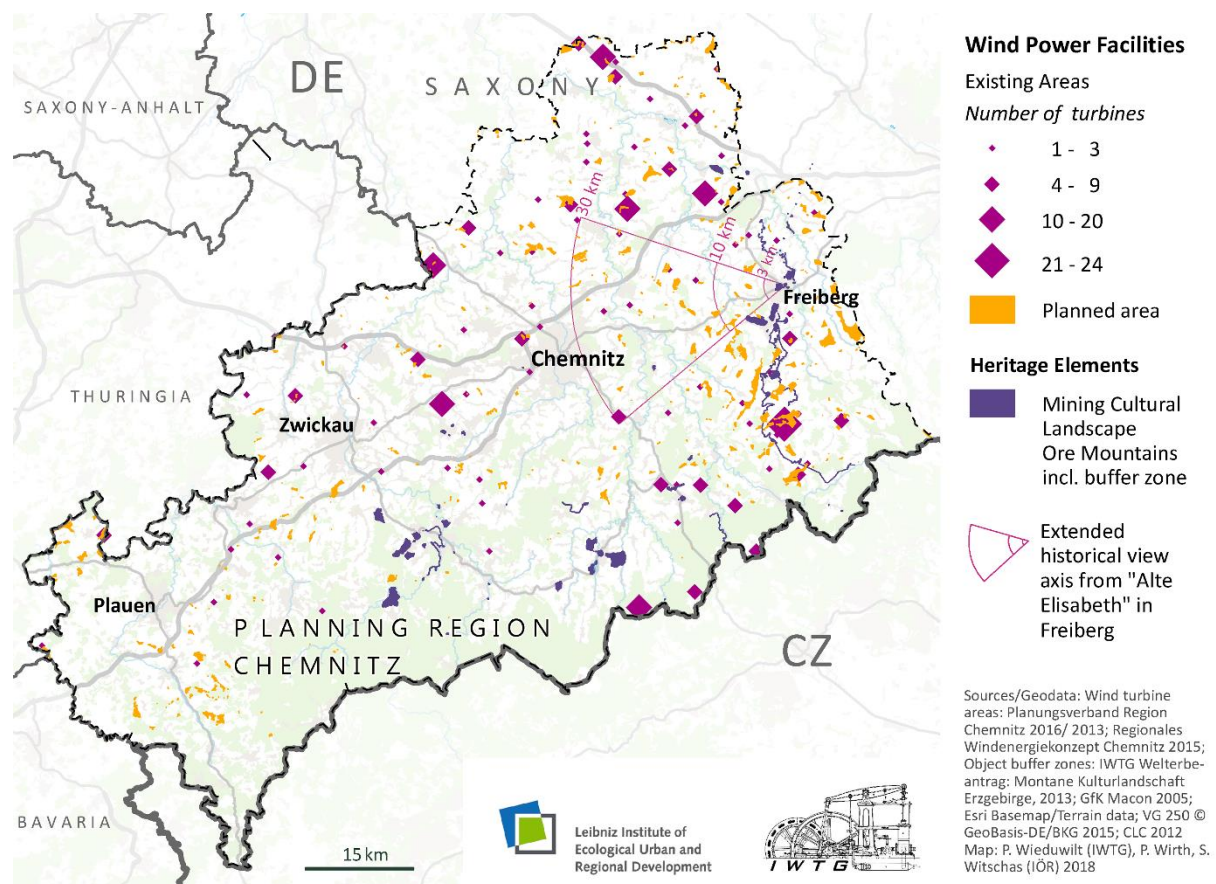 DE
SAXONY
SAXONY-ANHALT
THURINGIA
BAVARIA
CZ
30 km
10 km
3 km
Freiberg
Chemnitz
Zwickau
Plauen
PLANNING REGION
CHEMNITZ
15 km
Leibniz Institute of
Ecological Urban and
Regional Development
IWTG
Wind Power Facilities
Existing Areas
Number of turbines
1 - 3
4 - 9
10 - 20
21 - 24
Planned area
Heritage Elements
Mining Cultural
Landscape
Ore Mountains
incl. buffer zone
Extended
historical view
axis from "Alte
Elisabeth" in
Freiberg
Sources/Geodata: Wind turbine
areas: Planungsverband Region
Chemnitz 2016/ 2013; Regionales
Windenergiekonzept Chemnitz 2015;
Object buffer zones: IWTG Welterbe-
antrag: Montane Kulturlandschaft
Erzgebirge, 2013; GfK Macon 2005;
Esri Basemap/Terrain data; VG 250 ©
GeoBasis-DE/BKG 2015; CLC 2012
Map: P. Wieduwilt (IWTG), P. Wirth, S.
Witschas (IÖR) 2018